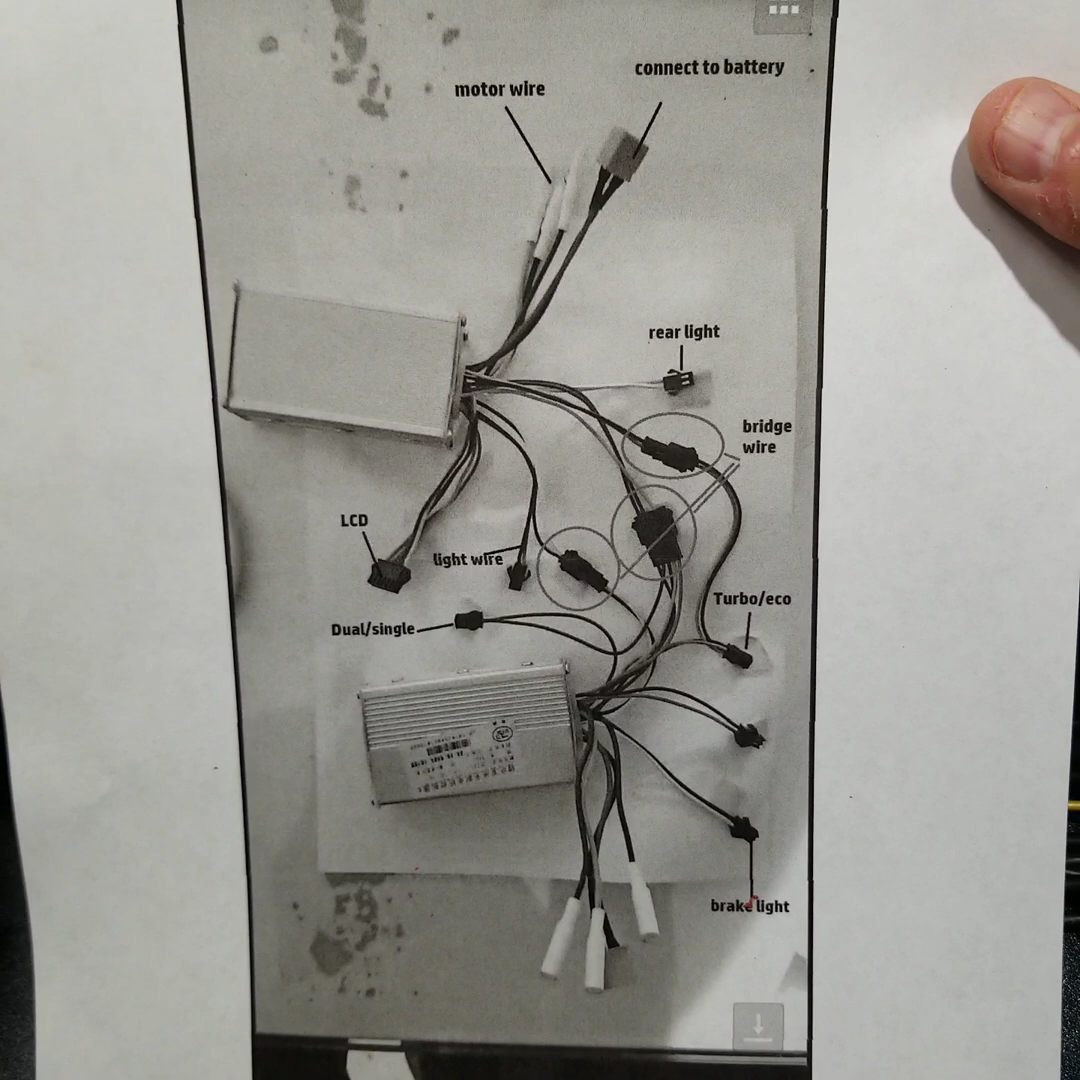 connect to battery
motor wire
rear light
bridge
wire
LCD
light wire
Turbo/eco
Dual/single
brake light